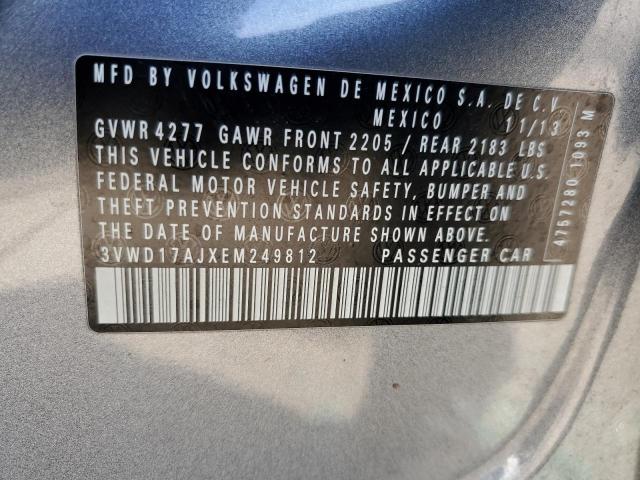 MFD BY VOLKSWAGEN DE MEXICO S.A. DE C.V.
MEXICO 11/13
GVWR 4277 GAWR FRONT 2205 / REAR 2183 LBS
THIS VEHICLE CONFORMS TO ALL APPLICABLE U.S.
FEDERAL MOTOR VEHICLE SAFETY, BUMPER AND
THEFT PREVENTION STANDARDS IN EFFECT ON
THE DATE OF MANUFACTURE SHOWN ABOVE.
3VWD17AJXEM249812 PASSENGER CAR
4757280 1093 M